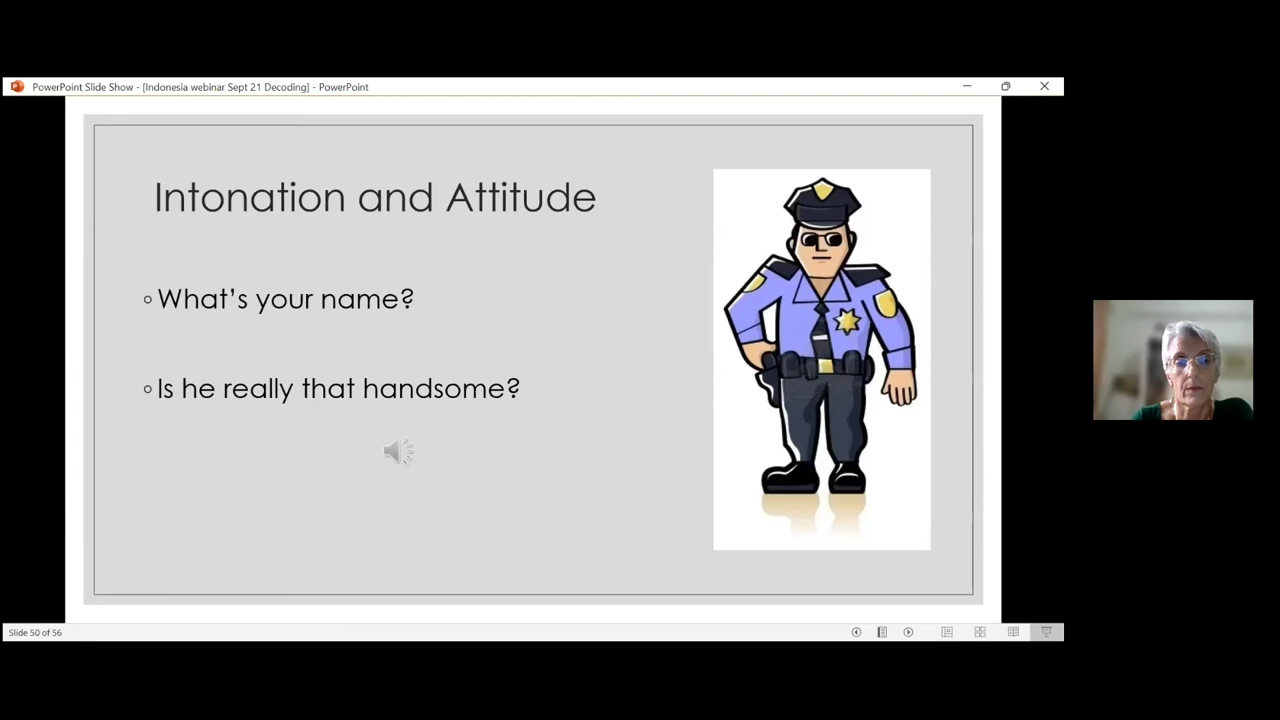 PowerPoint Slide Show - [Indonesia webinar Sept 21 Decoding] - PowerPoint
Intonation and Attitude
◦What’s your name?
◦Is he really that handsome?
Slide 50 of 56